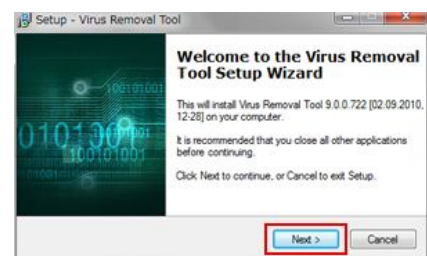 Setup - Virus Removal Tool
Welcome to the Virus Removal
Tool Setup Wizard
This will install Virus Removal Tool 9.0.0.722 [02.09.2010,
12-28] on your computer.
It is recommended that you close all other applications
before continuing.
Click Next to continue, or Cancel to exit Setup.
Next >
Cancel